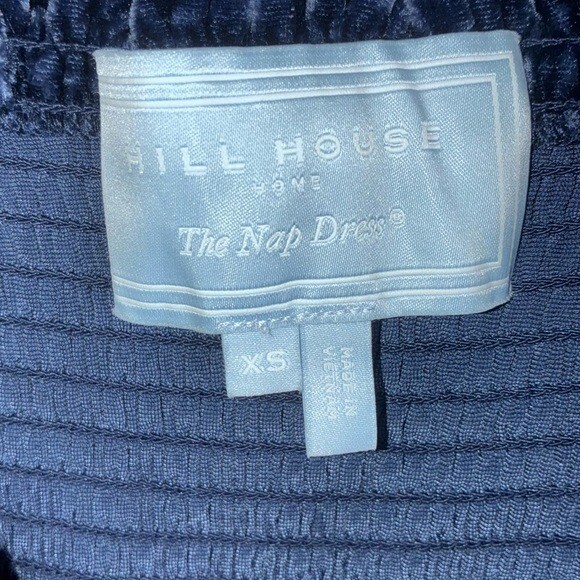 HILL HOUSE
HOME
The Nap Dress®
XS
MADE IN
VIETNAM